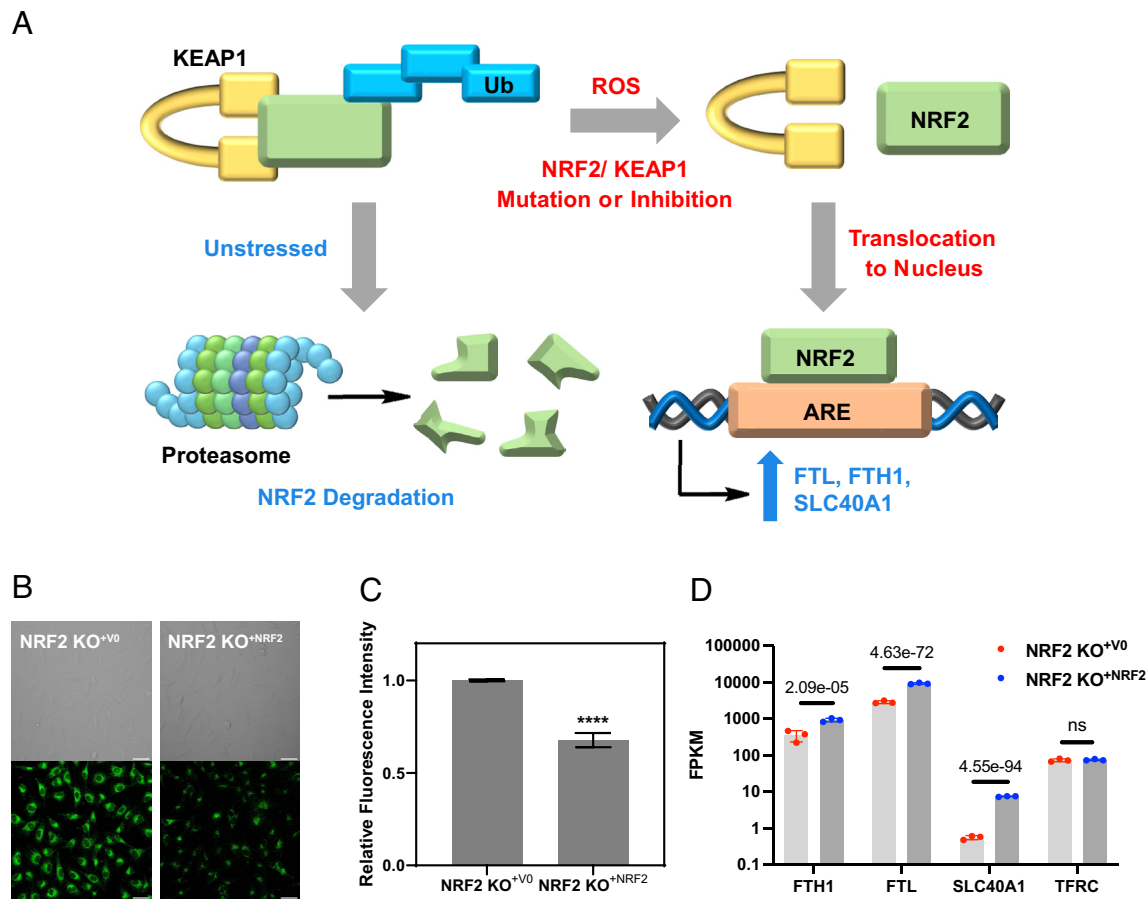 A
KEAP1
Ub
ROS
NRF2/ KEAP1
Mutation or Inhibition
NRF2
Unstressed
Translocation
to Nucleus
Proteasome
NRF2 Degradation
NRF2
ARE
FTL, FTH1,
SLC40A1
B
NRF2 KO+V0
NRF2 KO+NRF2
C
Relative Fluorescence Intensity
1.0
0.5
0.0
****
NRF2 KO+V0
NRF2 KO+NRF2
D
FPKM
100000
10000
1000
100
10
1
0.1
2.09e-05
4.63e-72
4.55e-94
ns
NRF2 KO+V0
NRF2 KO+NRF2
FTH1
FTL
SLC40A1
TFRC